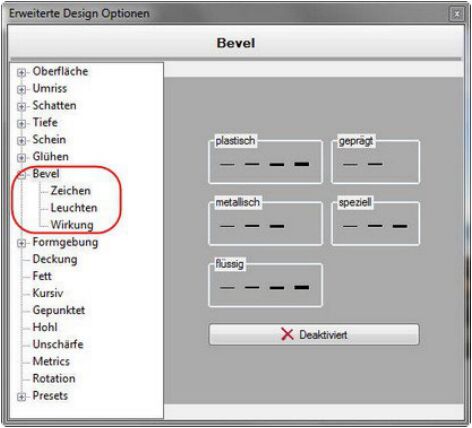 Erweiterte Design Optionen
Bevel
Oberfläche
Umriss
Schatten
Tiefe
Schein
Glühen
Bevel
Zeichen
Leuchten
Wirkung
Formgebung
Deckung
Fett
Kursiv
Gepunktet
Hohl
Unschärfe
Metrics
Rotation
Presets
plastisch
geprägt
metallisch
speziell
flüssig
Deaktiviert